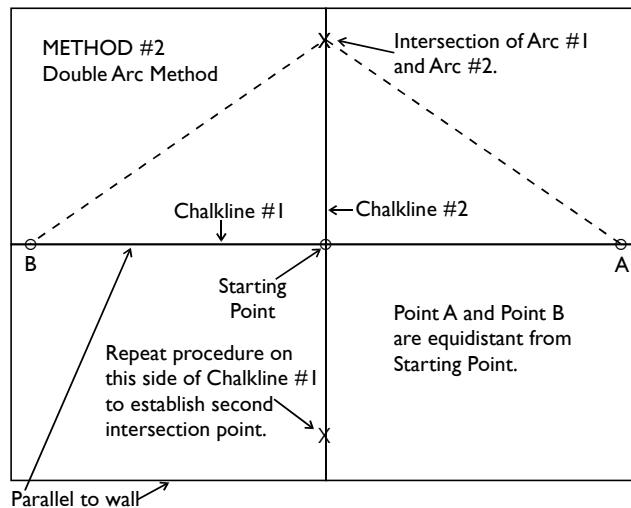 METHOD #2
Double Arc Method
X
Intersection of Arc #1
and Arc #2.
Chalkline #1
Chalkline #2
B
A
Starting
Point
Point A and Point B
are equidistant from
Starting Point.
Repeat procedure on
this side of Chalkline #1
to establish second
intersection point.
X
Parallel to wall